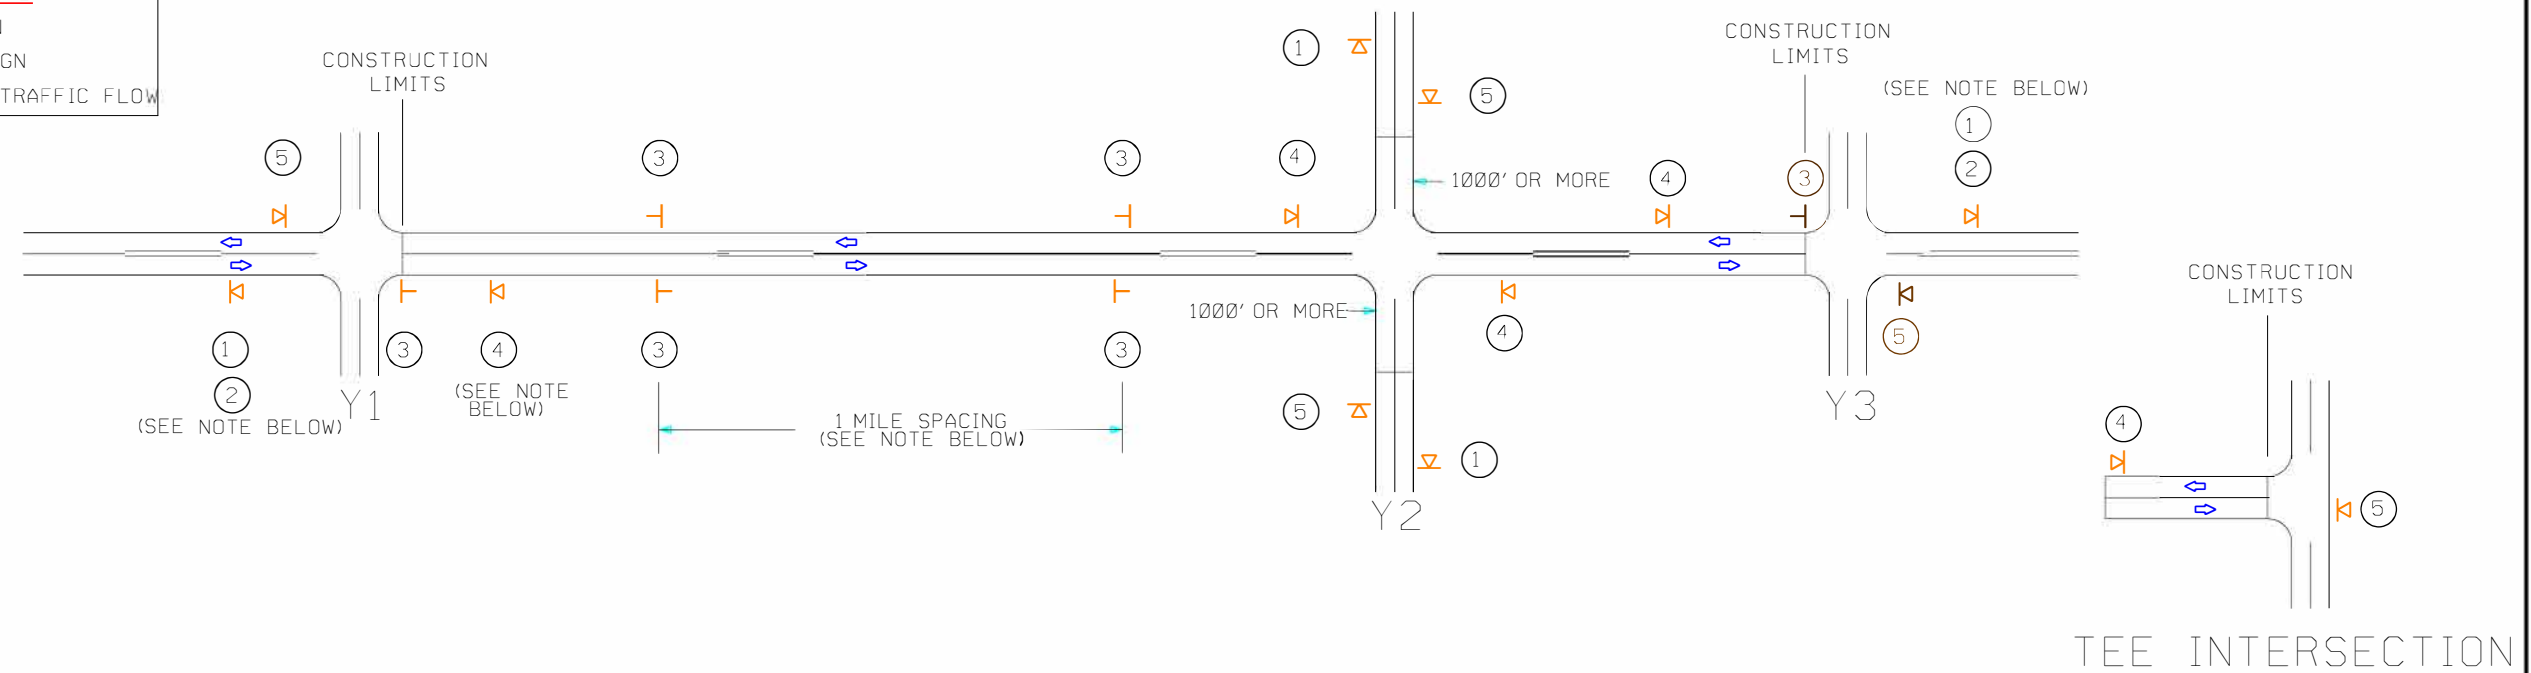 GN
TRAFFIC FLOW
CONSTRUCTION
LIMITS
5
3
3
4
1
5
1000' OR MORE
4
CONSTRUCTION
LIMITS
3
(SEE NOTE BELOW)
1
2
1
2
(SEE NOTE BELOW)
Y1
3
4
(SEE NOTE
BELOW)
3
1 MILE SPACING
(SEE NOTE BELOW)
3
1000' OR MORE
5
1
Y2
4
5
Y3
CONSTRUCTION
LIMITS
4
5
TEE INTERSECTION